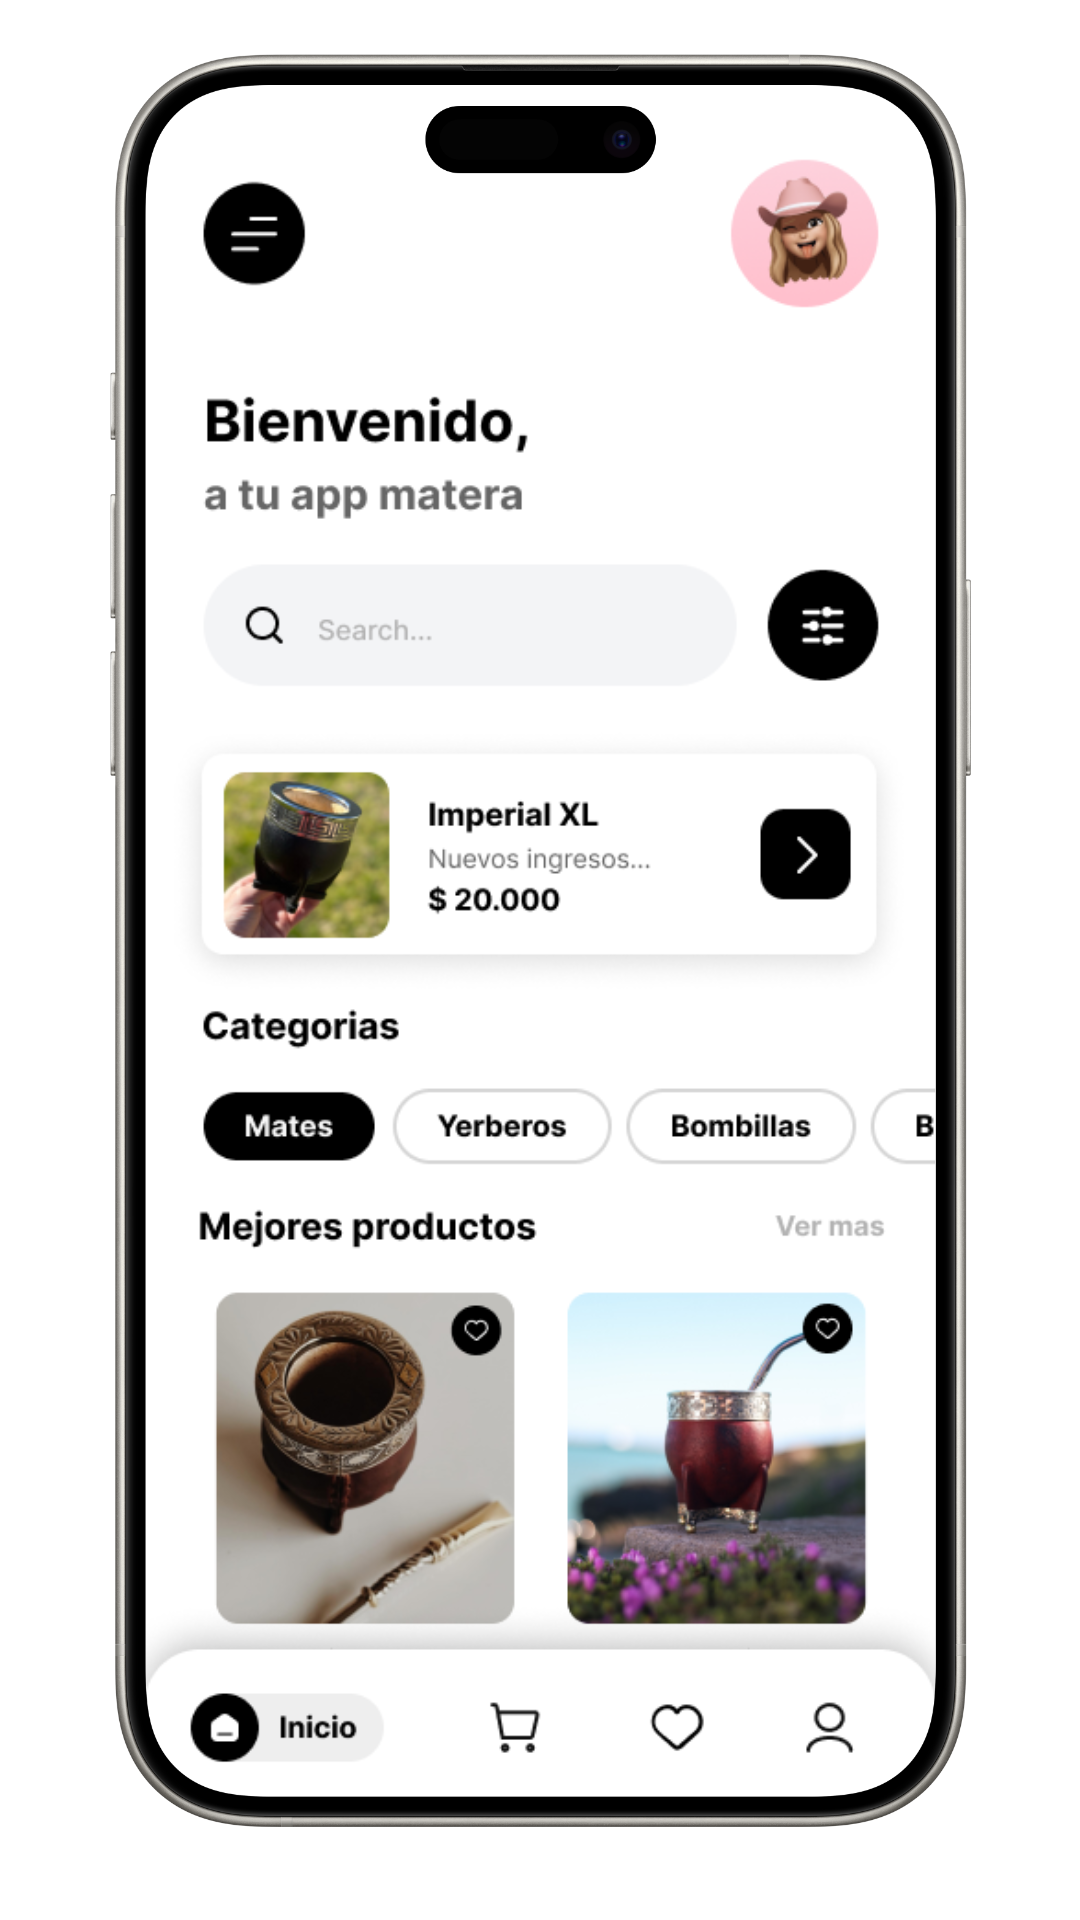 Bienvenido,
a tu app matera
Search...
Imperial XL
Nuevos ingresos...
$ 20.000
Categorias
Mates Yerberos Bombillas B
Mejores productos Ver mas
Inicio